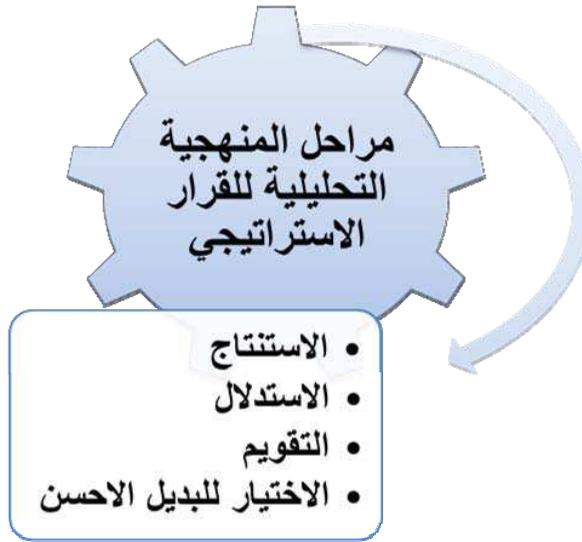 مراحل المنهجية
التحليلية للقرار
الاستراتيجي
• الاستنتاج
• الاستدلال
• التقويم
• الاختيار للبديل الاحسن